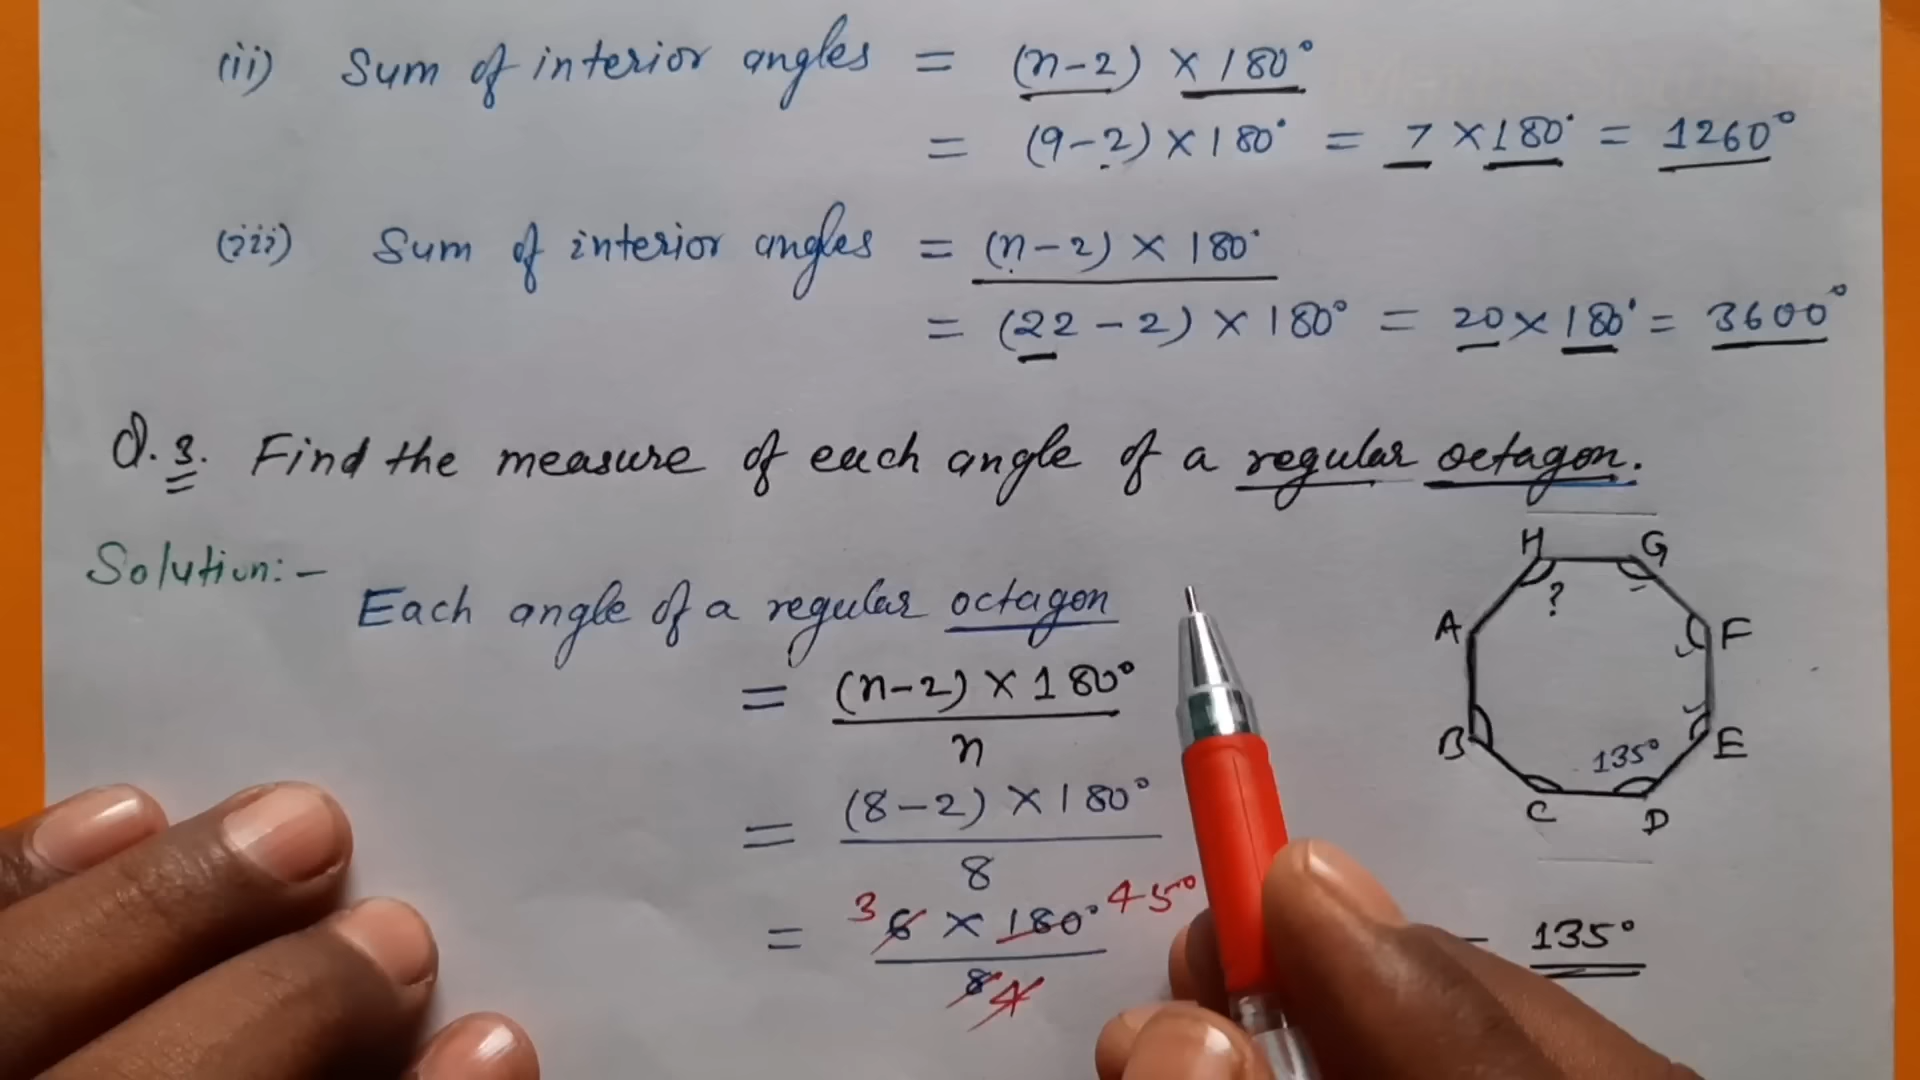 (ii) Sum of interior angles = (n-2) × 180°
= (9-2) × 180° = 7 × 180° = 1260°
(iii) Sum of interior angles = (n-2) × 180°
= (22-2) × 180° = 20 × 180° = 3600°
Q.3. Find the measure of each angle of a regular octagon.
Solution:-
Each angle of a regular octagon
= (n-2) × 180°
n
= (8-2) × 180°
8
= 3 6 × 180° 45°
8 4
= 135°
H G
?
A F
B E
135°
C D